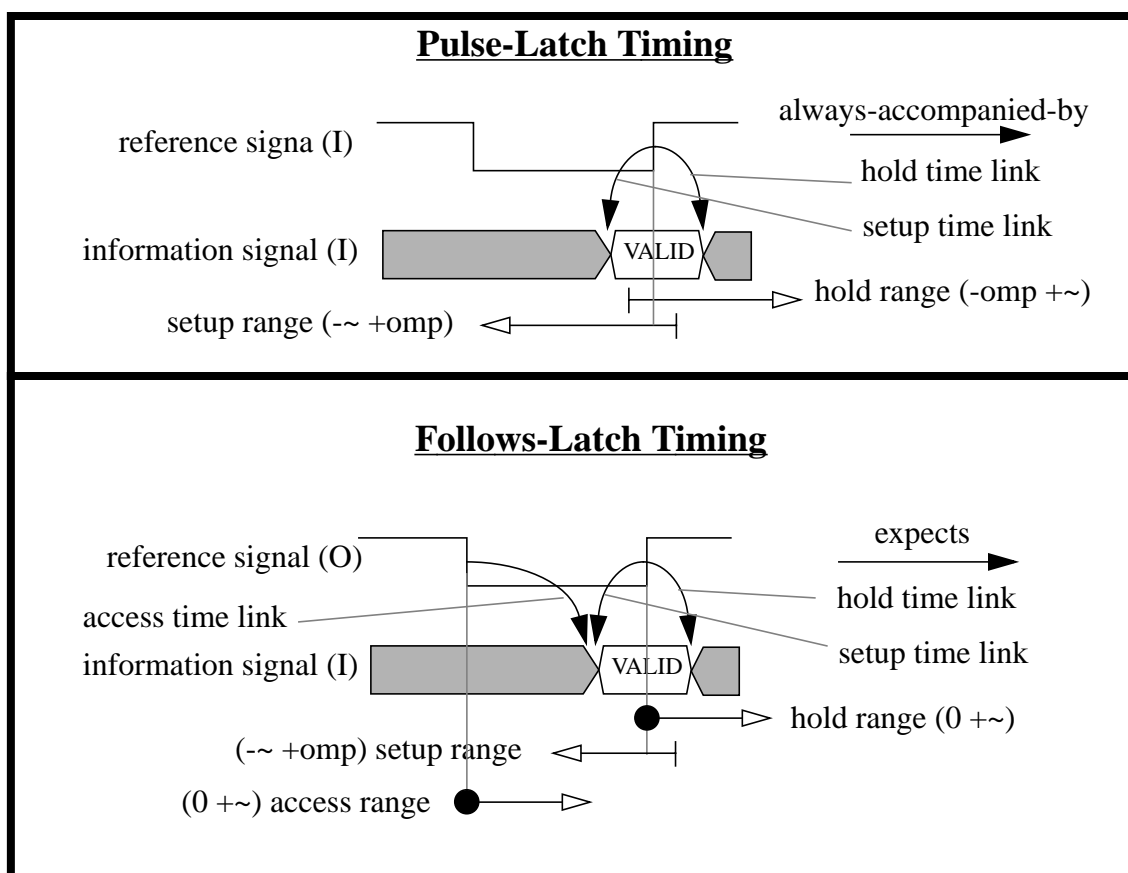 Pulse-Latch Timing
always-accompanied-by
reference signa (I)
hold time link
setup time link
information signal (I)
VALID
hold range (-omp +~)
setup range (-~ +omp)
Follows-Latch Timing
expects
reference signal (O)
hold time link
access time link
setup time link
information signal (I)
VALID
hold range (0 +~)
(-~ +omp) setup range
(0 +~) access range